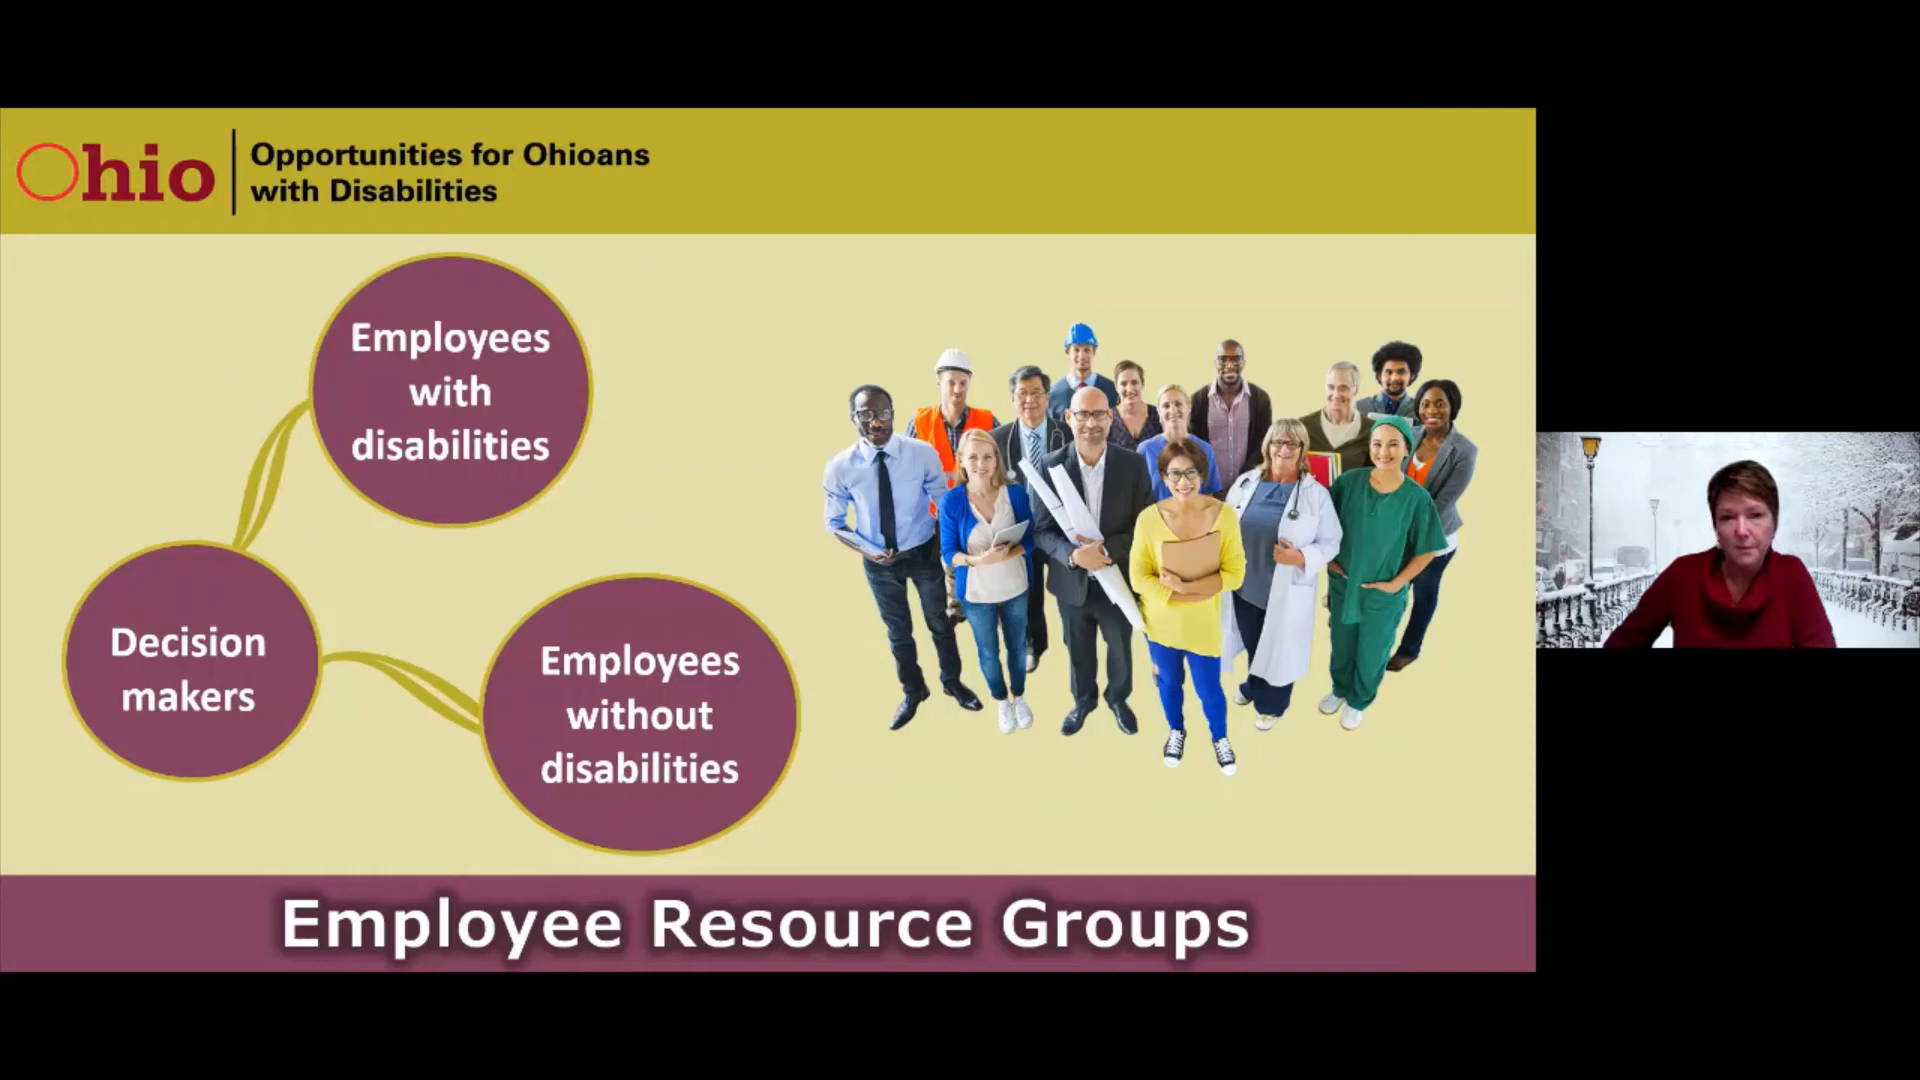 Ohio
Opportunities for Ohioans
with Disabilities
Employees
with
disabilities
Decision
makers
Employees
without
disabilities
Employee Resource Groups